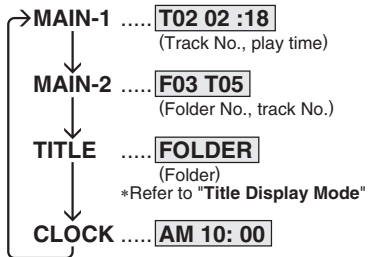 MAIN-1 ..... T02 02 :18
(Track No., play time)
MAIN-2 ..... F03 T05
(Folder No., track No.)
TITLE ..... FOLDER
(Folder)
*Refer to "Title Display Mode"
CLOCK ..... AM 10: 00